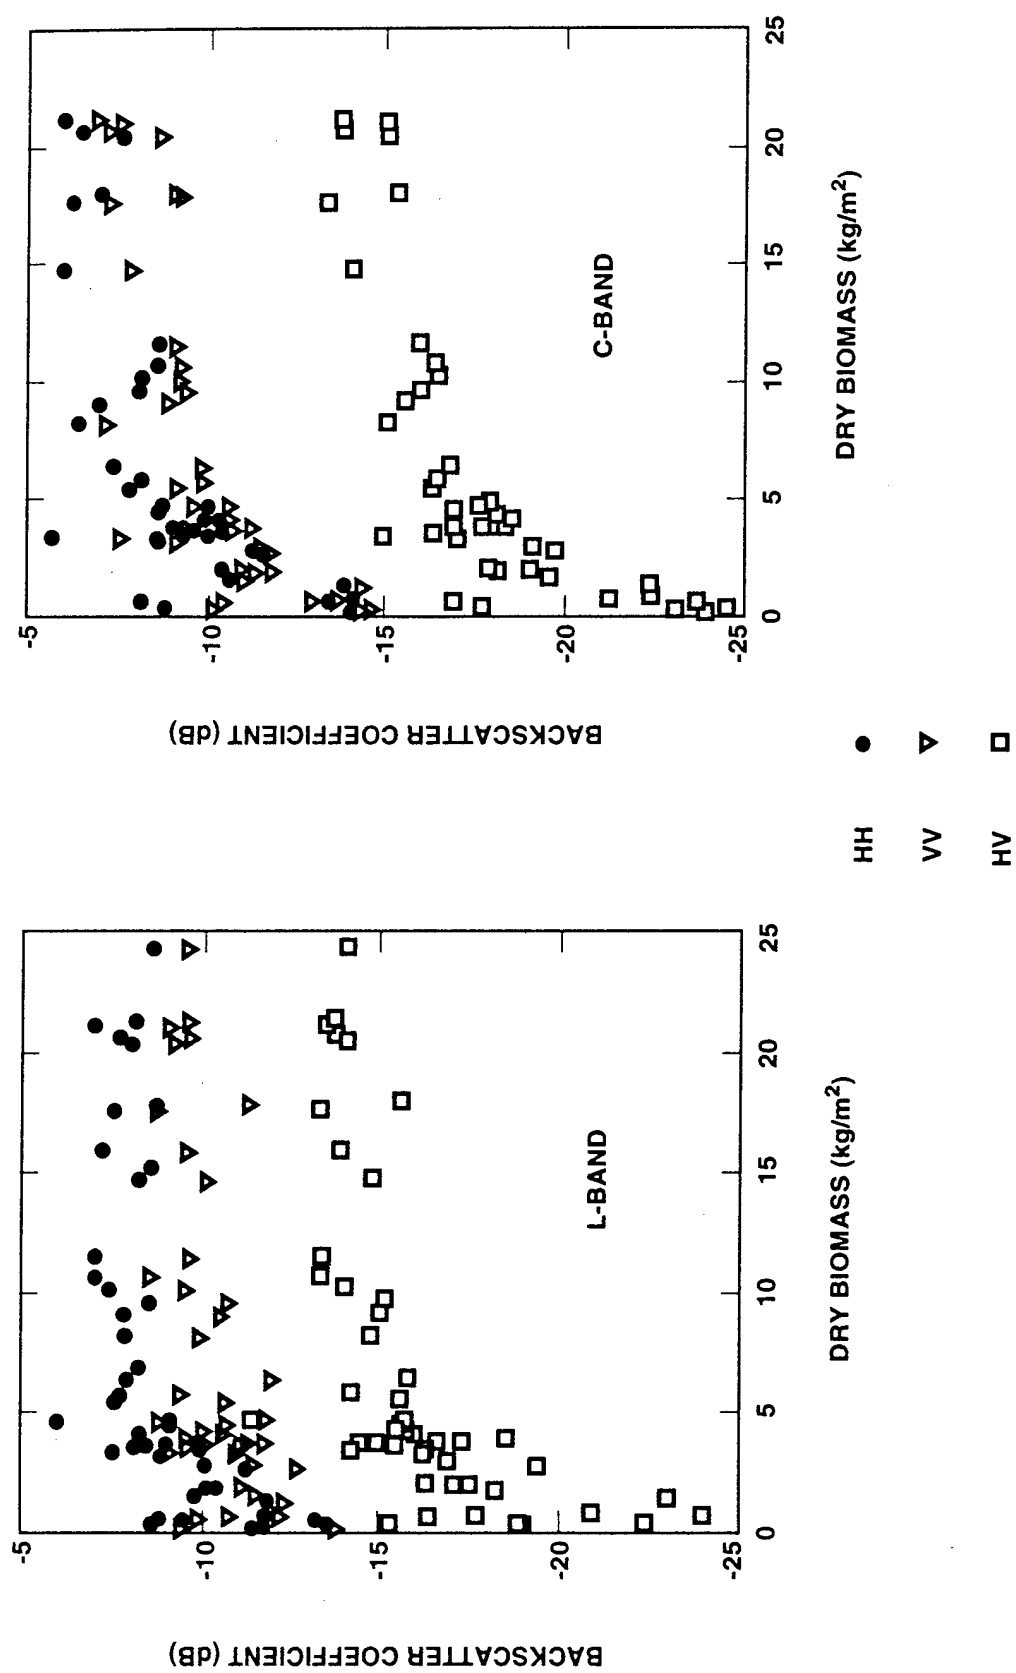 BACKSCATTER COEFFICIENT (dB)
-5
-10
-15
-20
-25
0
5
10
15
20
25
L-BAND
DRY BIOMASS (kg/m²)
HH
VV
HV
BACKSCATTER COEFFICIENT (dB)
-5
-10
-15
-20
-25
0
5
10
15
20
25
C-BAND
DRY BIOMASS (kg/m²)